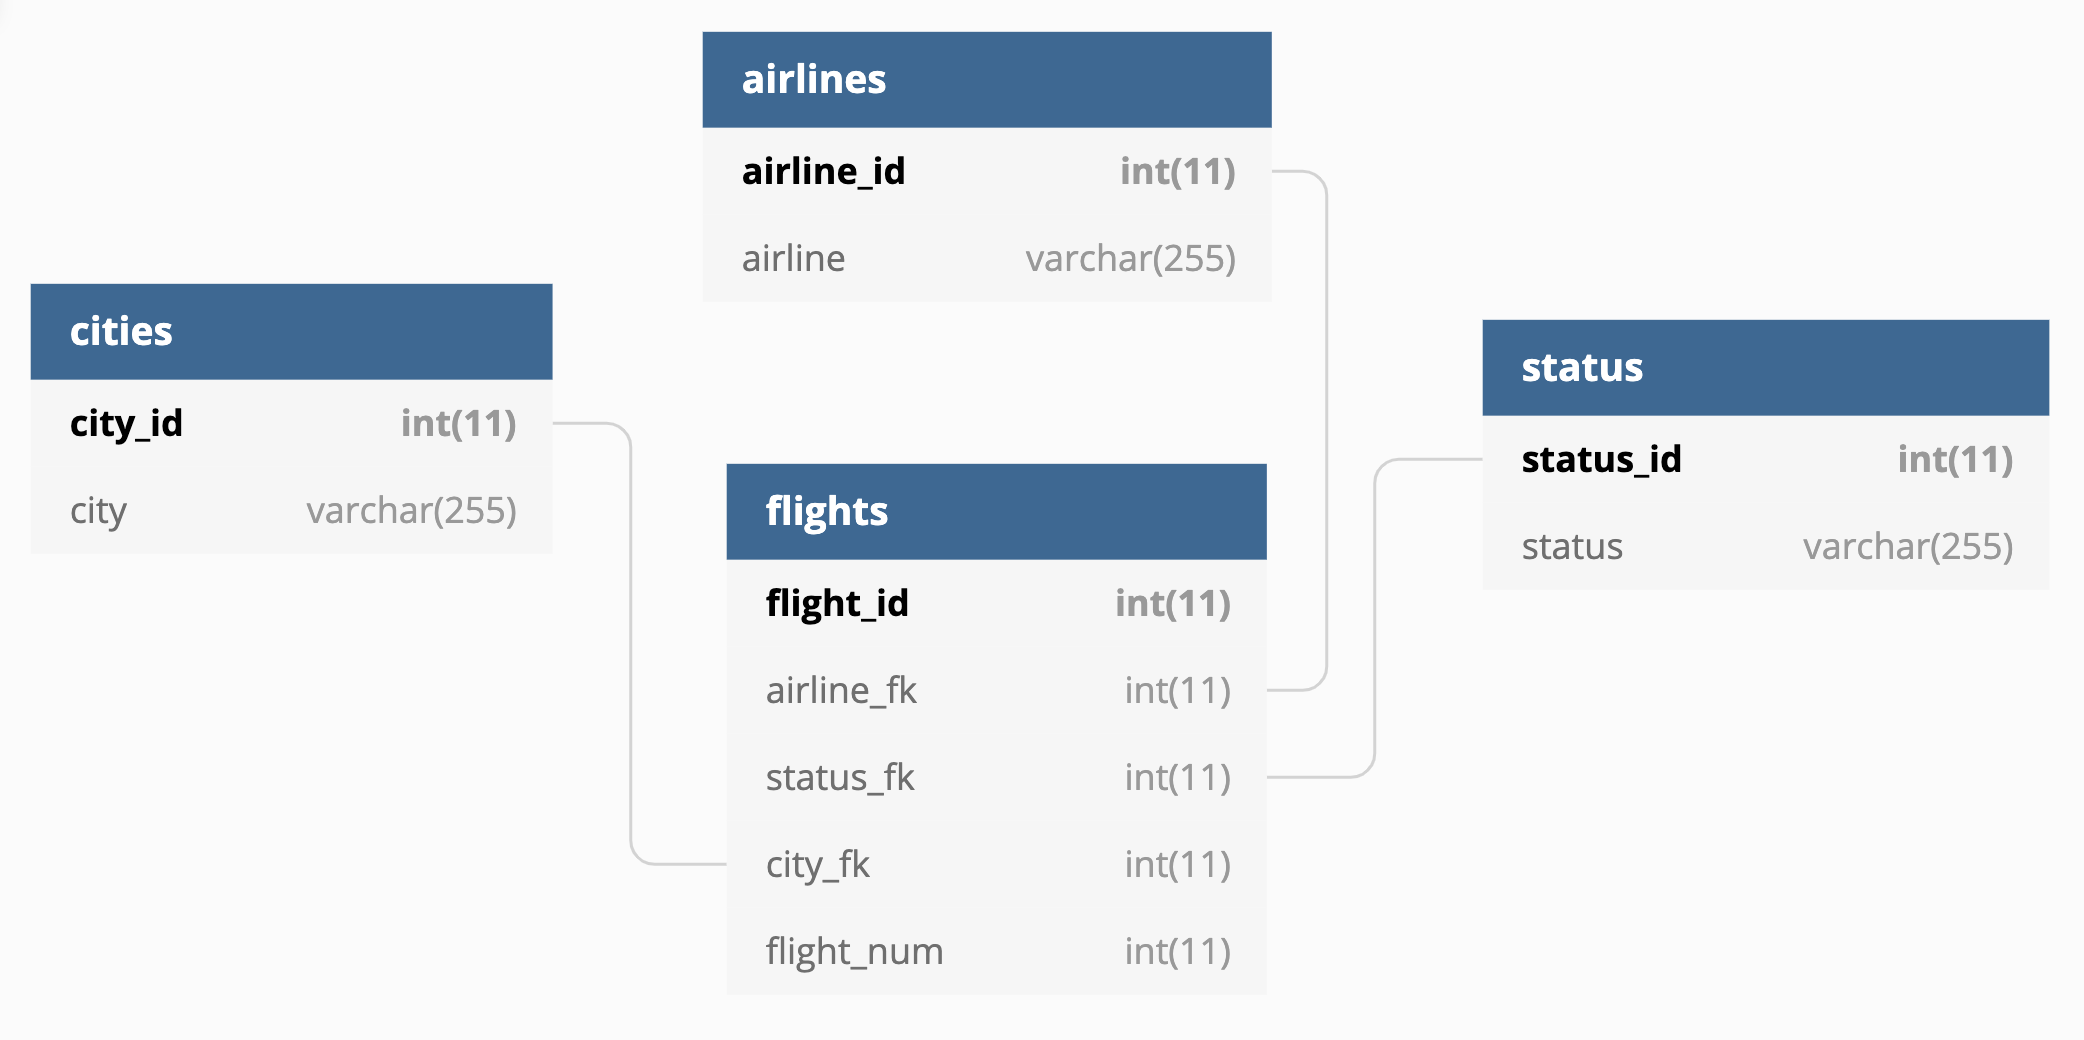 airlines
airline_id int(11)
airline varchar(255)
cities
city_id int(11)
city varchar(255)
status
status_id int(11)
status varchar(255)
flights
flight_id int(11)
airline_fk int(11)
status_fk int(11)
city_fk int(11)
flight_num int(11)